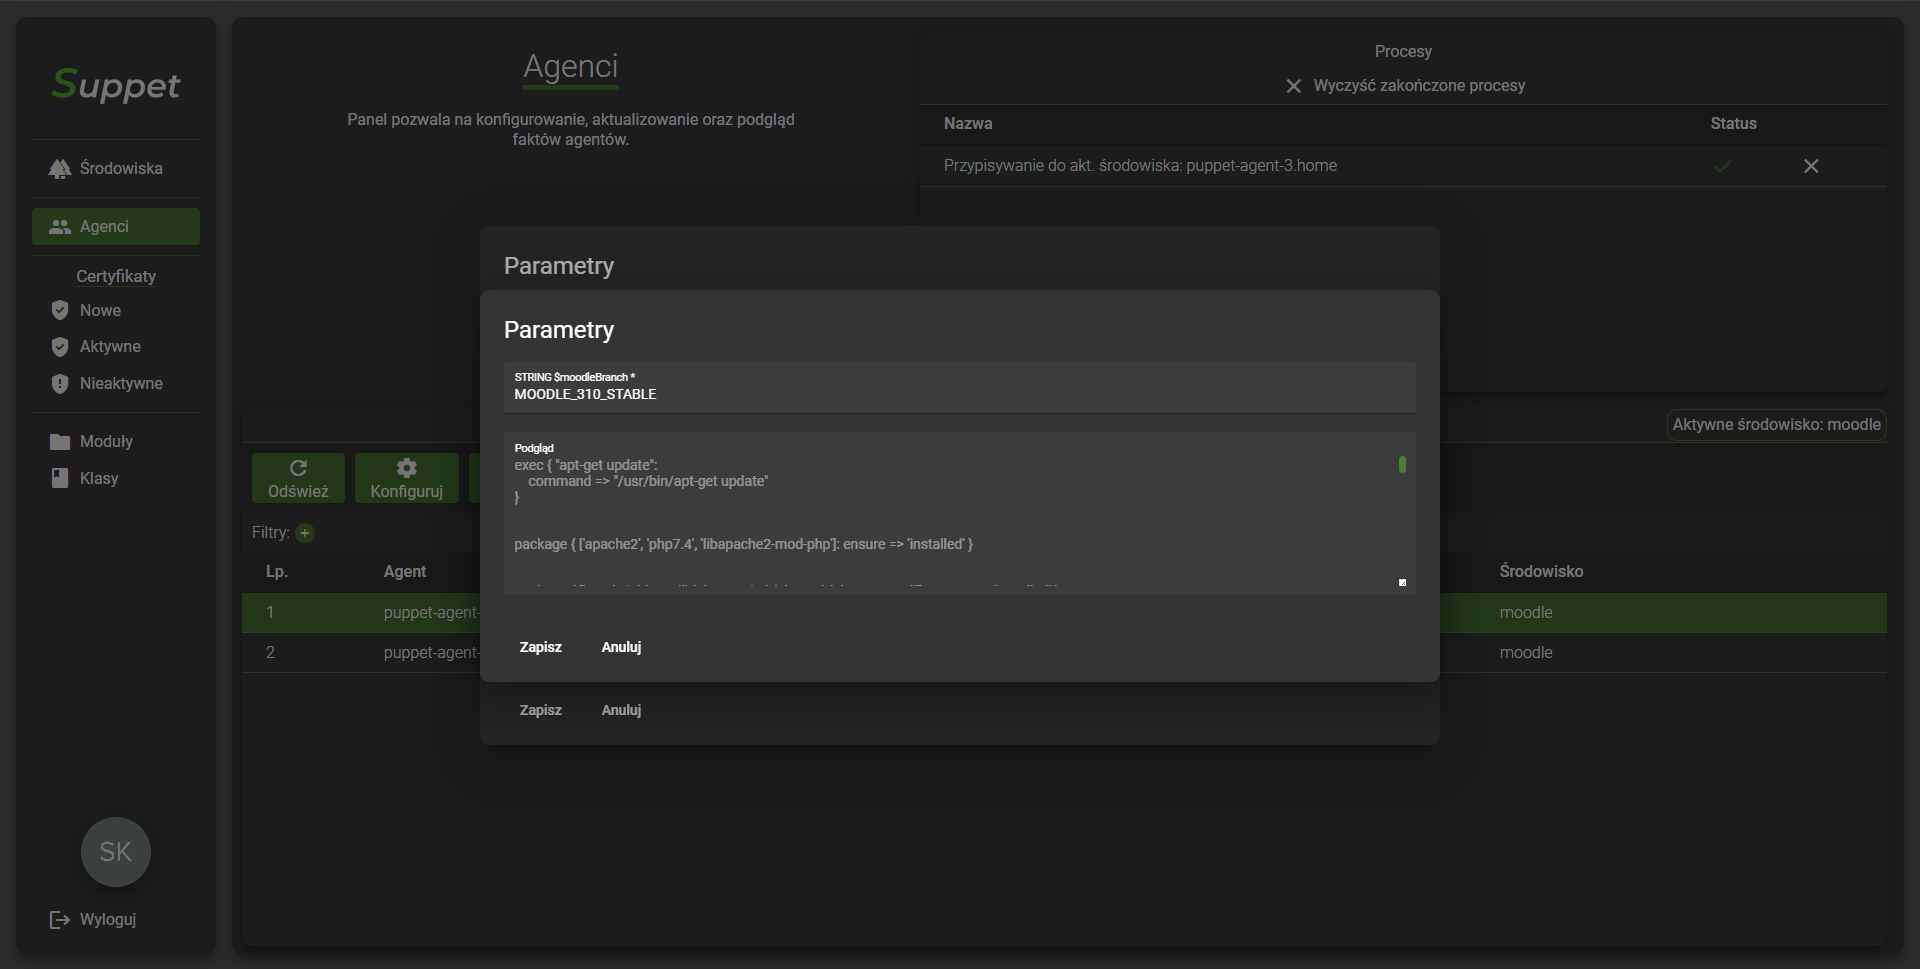 Suppet
Środowiska
Agenci
Certyfikaty
Nowe
Aktywne
Nieaktywne
Moduły
Klasy
SK
Wyloguj
Agenci
Panel pozwala na konfigurowanie, aktualizowanie oraz podgląd
faktów agentów.
Procesy
Wyczyść zakończone procesy
Nazwa Status
Przypisywanie do akt. środowiska: puppet-agent-3.home
Aktywne środowisko: moodle
Odśwież Konfiguruj
Filtry:
Lp. Agent Środowisko
1 puppet-agent- moodle
2 puppet-agent- moodle
Parametry
Parametry
STRING $moodleBranch *
MOODLE_310_STABLE
Podgląd
exec { "apt-get update":
command => "/usr/bin/apt-get update"
}
package { ['apache2', 'php7.4', 'libapache2-mod-php']: ensure => 'installed' }
Zapisz Anuluj
Zapisz Anuluj